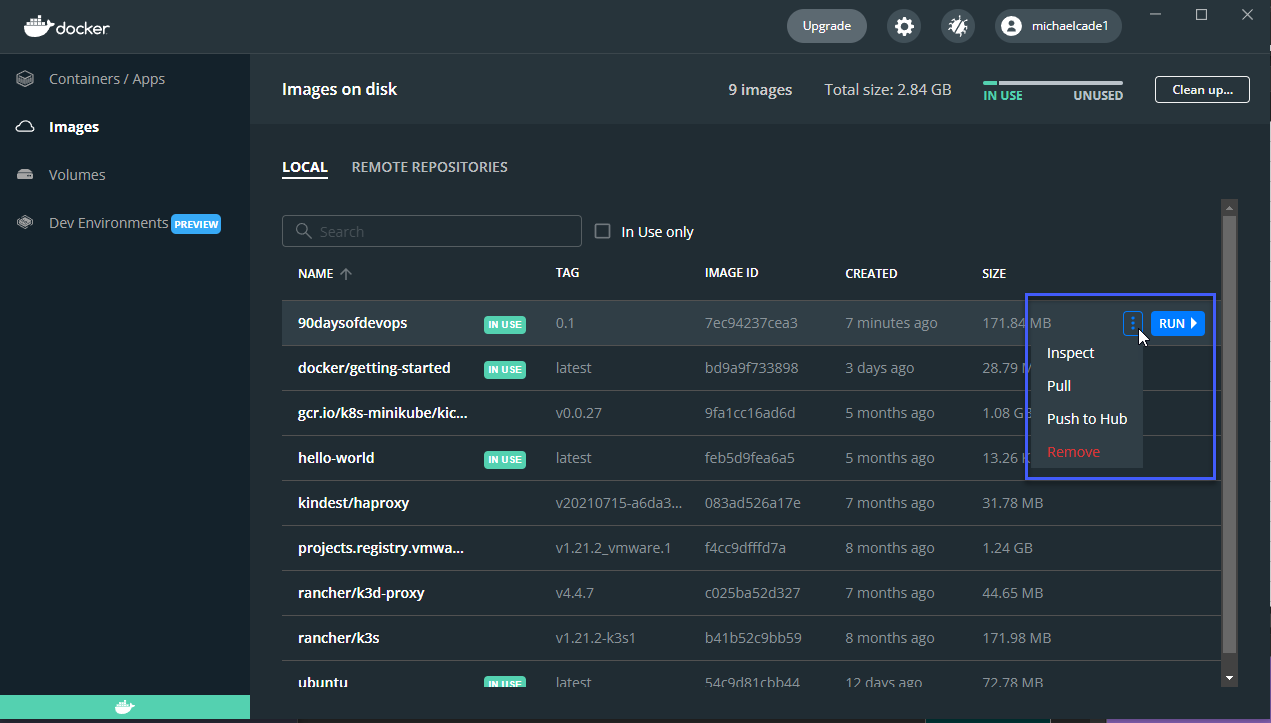 docker
Upgrade
michaelcade1
Containers / Apps
Images
Volumes
Dev Environments PREVIEW
Images on disk
9 images
Total size: 2.84 GB
IN USE
UNUSED
Clean up...
LOCAL
REMOTE REPOSITORIES
Search
In Use only
NAME TAG IMAGE ID CREATED SIZE
90daysofdevops IN USE 0.1 7ec94237cea3 7 minutes ago 171.84 MB RUN
docker/getting-started IN USE latest bd9a9f733898 3 days ago 28.79
gcr.io/k8s-minikube/kic... v0.0.27 9fa1cc16ad6d 5 months ago 1.08
hello-world IN USE latest feb5d9fea6a5 5 months ago 13.26
kindest/haproxy v20210715-a6da3... 083ad526a17e 7 months ago 31.78 MB
projects.registry.vmwa... v1.21.2_vmware.1 f4cc9dfffd7a 8 months ago 1.24 GB
rancher/k3d-proxy v4.4.7 c025ba52d327 7 months ago 44.65 MB
rancher/k3s v1.21.2-k3s1 b41b52c9bb59 8 months ago 171.98 MB
ubuntu IN USE latest 54c9d81cbb44 12 days ago 72.78 MB
Inspect
Pull
Push to Hub
Remove